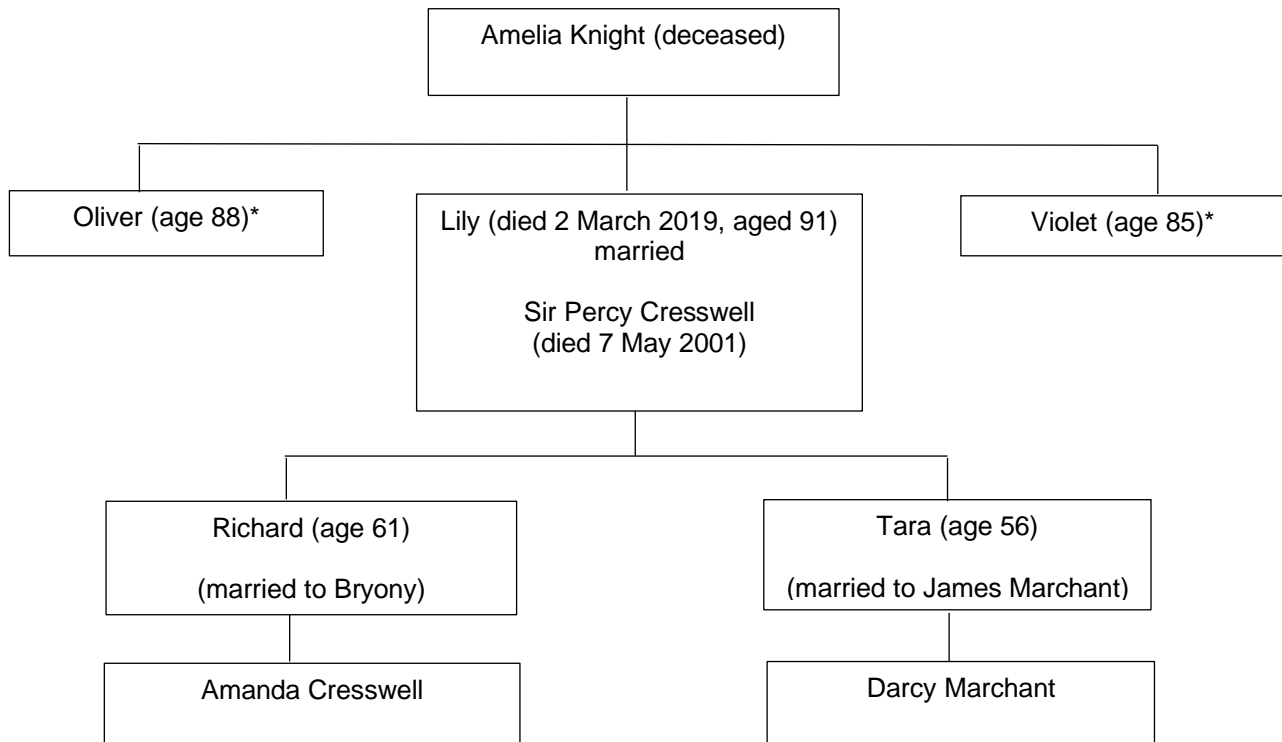 Amelia Knight (deceased)
Oliver (age 88)*
Lily (died 2 March 2019, aged 91)
married
Sir Percy Cresswell
(died 7 May 2001)
Violet (age 85)*
Richard (age 61)
(married to Bryony)
Tara (age 56)
(married to James Marchant)
Amanda Cresswell
Darcy Marchant